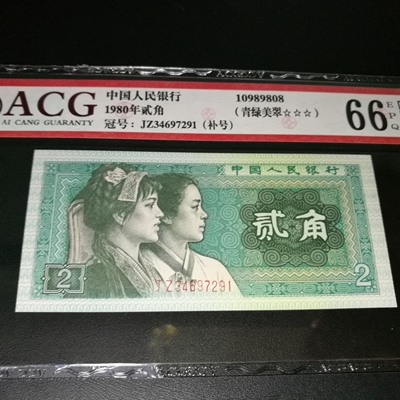 ACG
AI CANG GUARANTY
中国人民银行
1980年贰角
冠号：JZ34697291（补号）
10989808
（青绿美翠☆☆☆）
66
E
P
Q
中国人民银行
贰角
2
2
JZ34697291